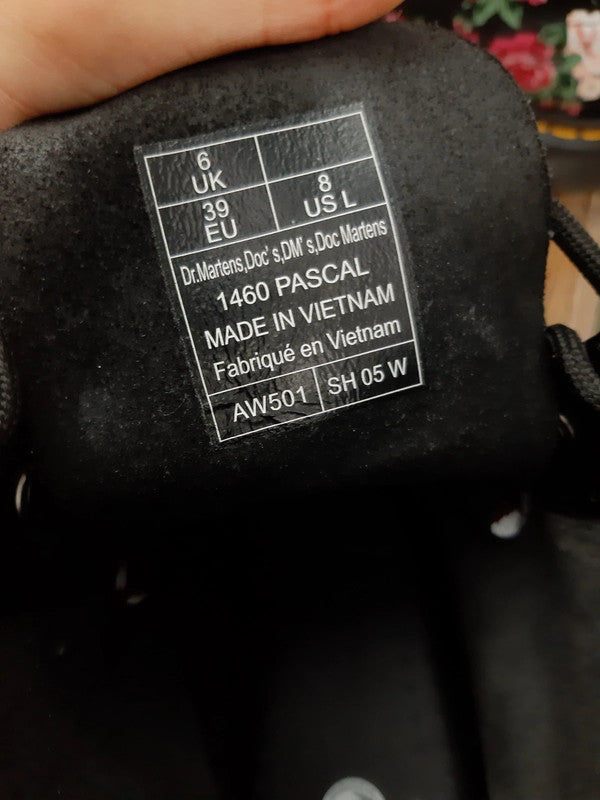 6
UK
39
EU
8
US L
Dr.Martens,Doc's,DM's,Doc Martens
1460 PASCAL
MADE IN VIETNAM
Fabriqué en Vietnam
AW501
SH 05 W